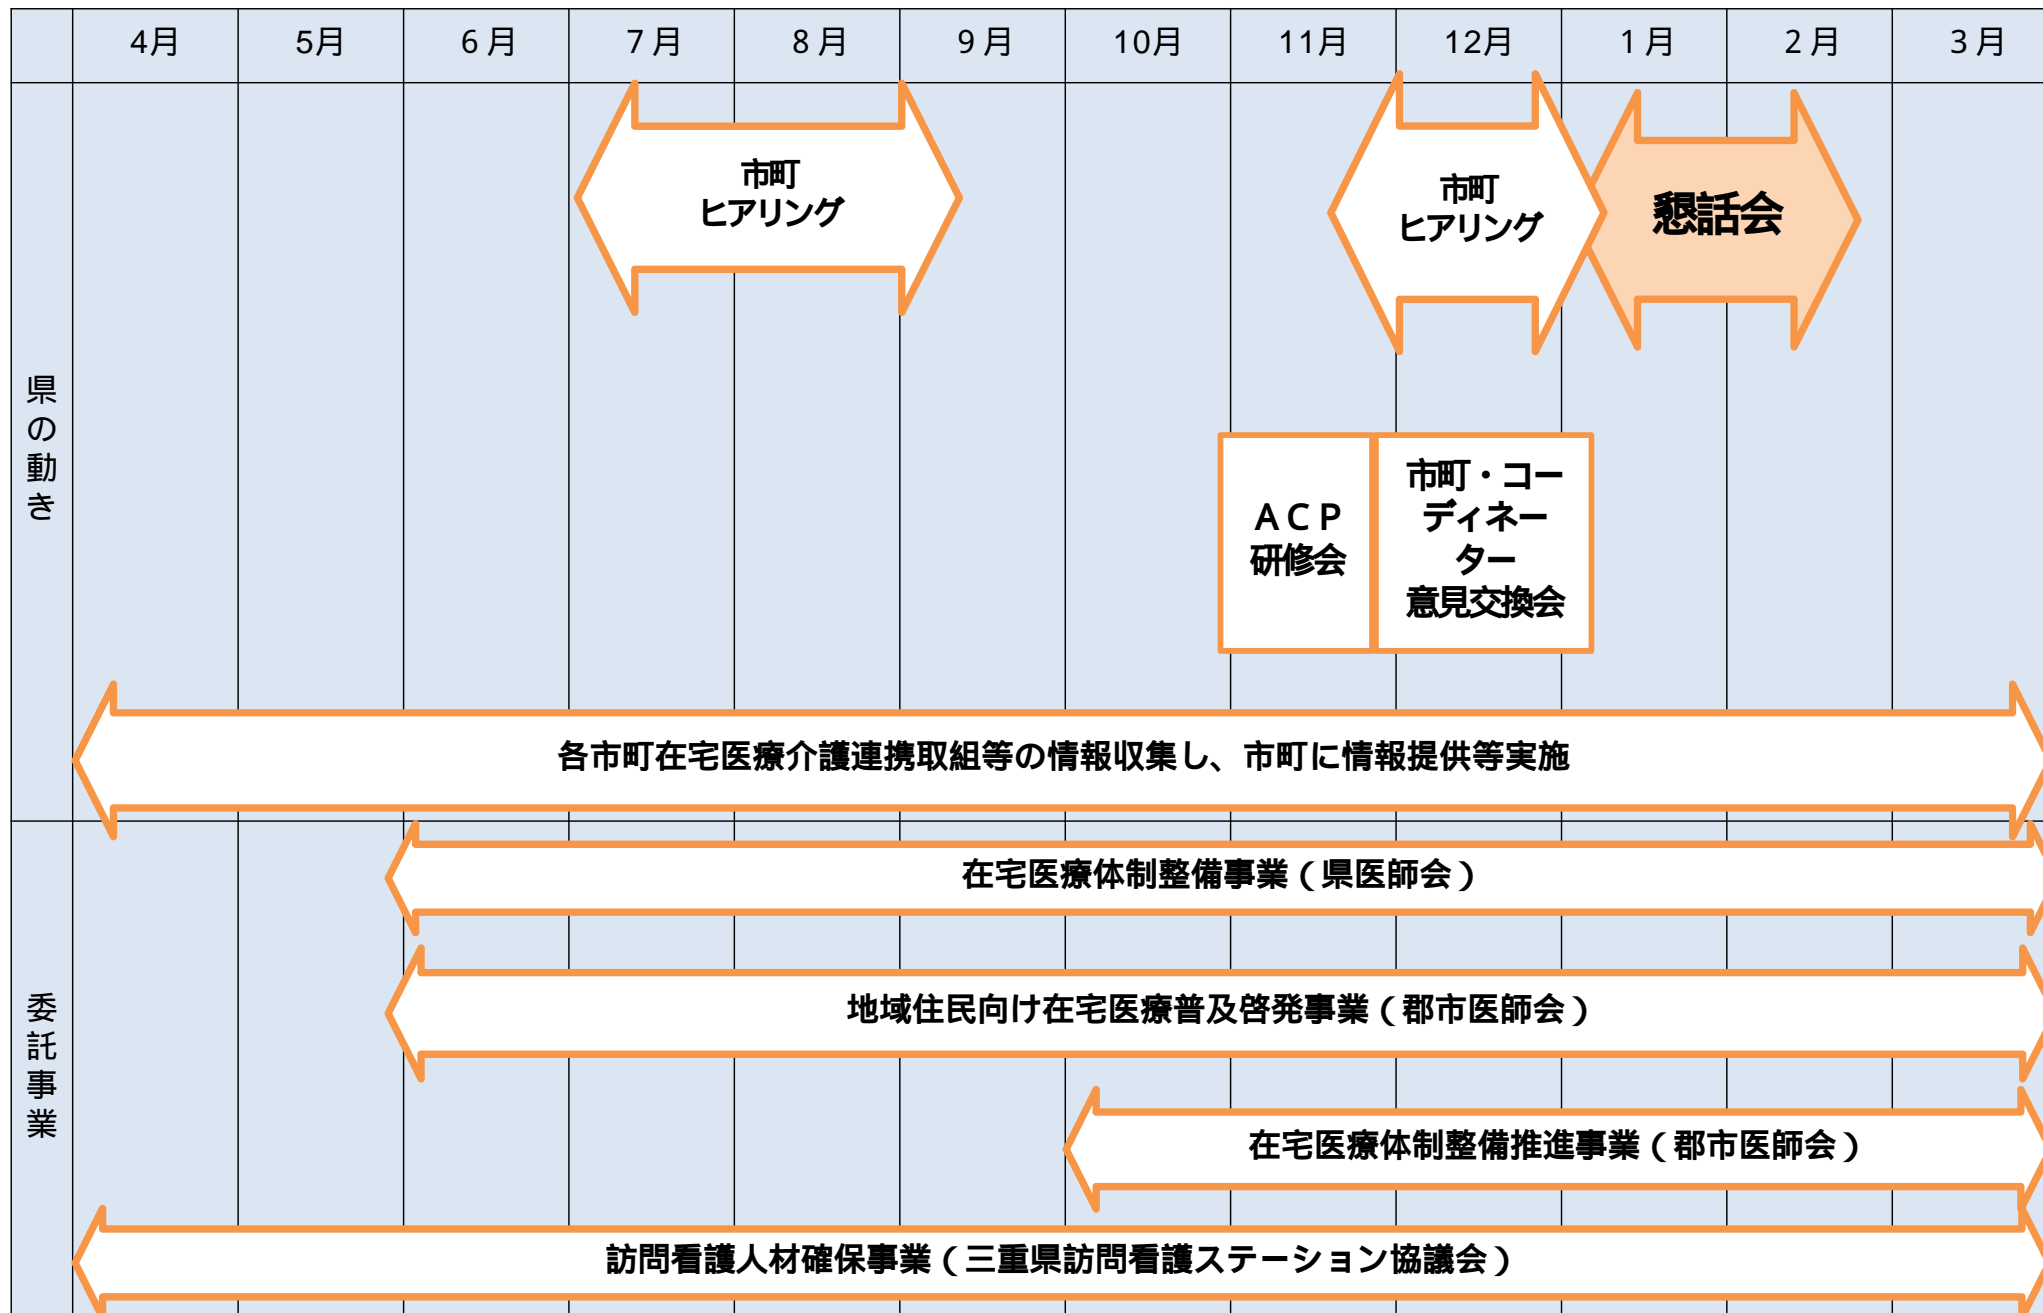 4月 5月 6月 7月 8月 9月 10月 11月 12月 1月 2月 3月
県の動き
市町
ヒアリング
市町
ヒアリング
懇話会
ACP
研修会
市町・コー
ディネー
ター
意見交換会
各市町在宅医療介護連携取組等の情報収集し、市町に情報提供等実施
委託事業
在宅医療体制整備事業（県医師会）
地域住民向け在宅医療普及啓発事業（郡市医師会）
在宅医療体制整備推進事業（郡市医師会）
訪問看護人材確保事業（三重県訪問看護ステーション協議会）